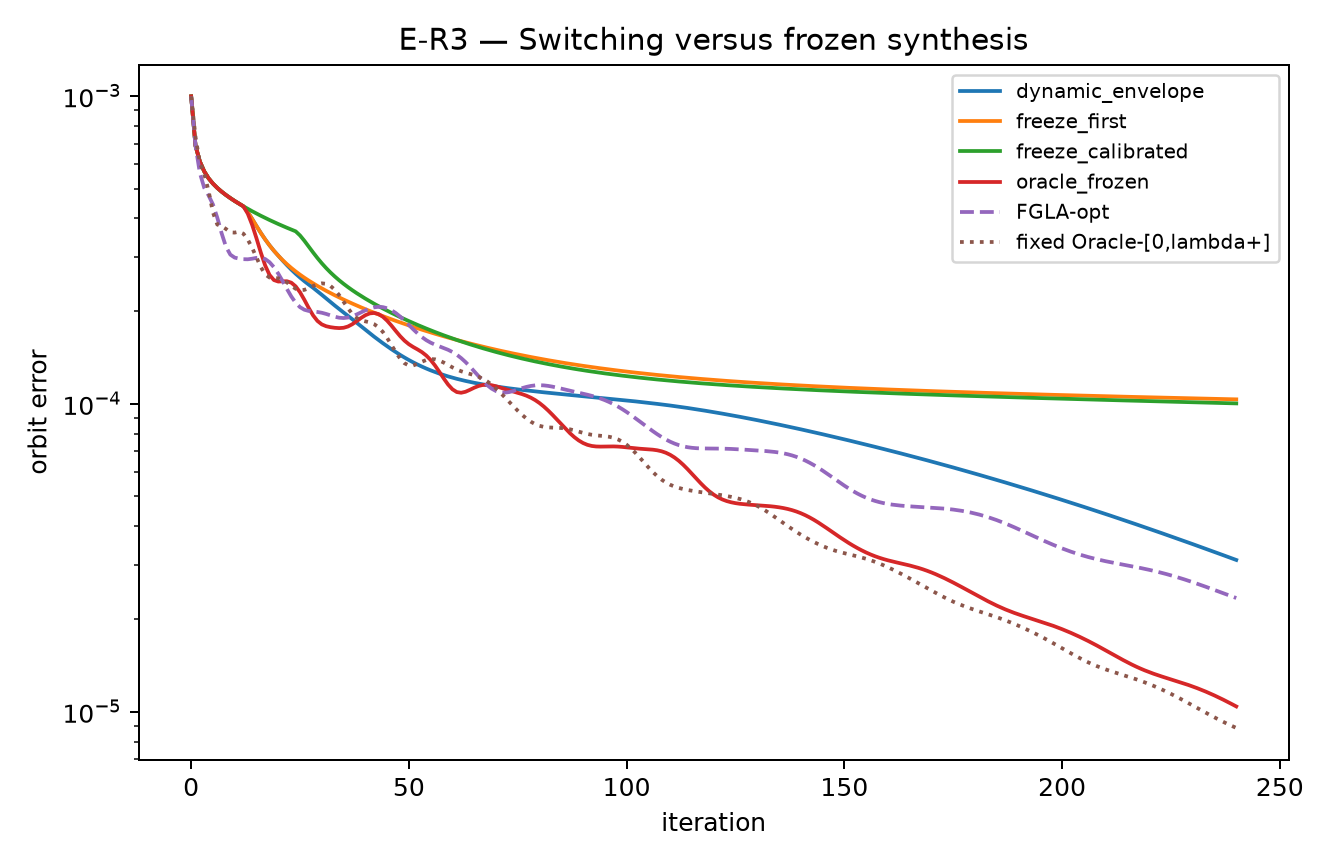 E-R3 — Switching versus frozen synthesis
dynamic_envelope
freeze_first
freeze_calibrated
oracle_frozen
FGLA-opt
fixed Oracle-[0,lambda+]
orbit error
10⁻³
10⁻⁴
10⁻⁵
0
50
100
150
200
250
iteration